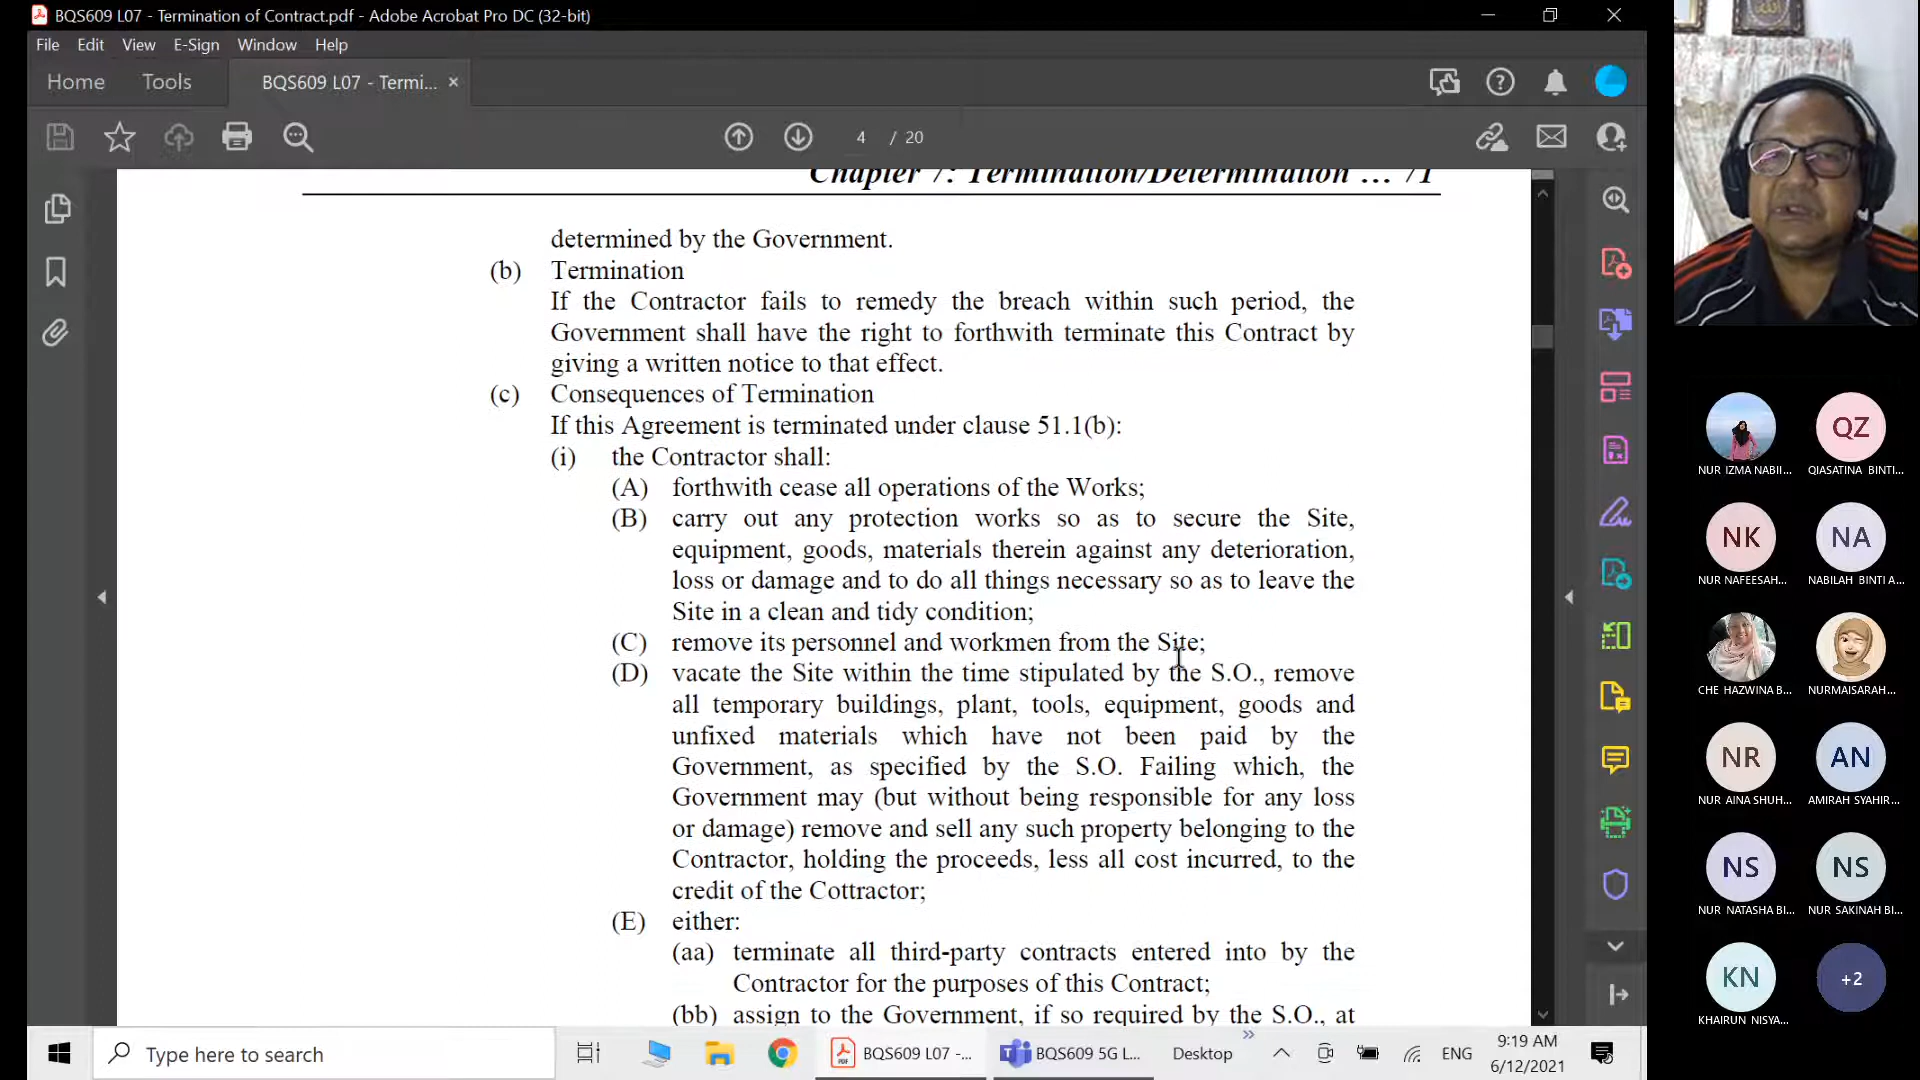 BQS609 L07 - Termination of Contract.pdf - Adobe Acrobat Pro DC (32-bit)
File Edit View E-Sign Window Help
Home Tools BQS609 L07 - Termi... ×
4 / 20
Chapter 7: Termination/Determination … 71
determined by the Government.
(b) Termination
If the Contractor fails to remedy the breach within such period, the
Government shall have the right to forthwith terminate this Contract by
giving a written notice to that effect.
(c) Consequences of Termination
If this Agreement is terminated under clause 51.1(b):
(i) the Contractor shall:
(A) forthwith cease all operations of the Works;
(B) carry out any protection works so as to secure the Site,
equipment, goods, materials therein against any deterioration,
loss or damage and to do all things necessary so as to leave the
Site in a clean and tidy condition;
(C) remove its personnel and workmen from the Site;
(D) vacate the Site within the time stipulated by the S.O., remove
all temporary buildings, plant, tools, equipment, goods and
unfixed materials which have not been paid by the
Government, as specified by the S.O. Failing which, the
Government may (but without being responsible for any loss
or damage) remove and sell any such property belonging to the
Contractor, holding the proceeds, less all cost incurred, to the
credit of the Cottractor;
(E) either:
(aa) terminate all third-party contracts entered into by the
Contractor for the purposes of this Contract;
(bb) assign to the Government, if so required by the S.O., at
QZ
NUR IZMA NABII... QIASATINA BINTI...
NK NA
NUR NAFEESAH... NABILAH BINTI A...
CHE HAZWINA B... NURMAISARAH...
NR AN
NUR AINA SHUH... AMIRAH SYAHIR...
NS NS
NUR NATASHA BI... NUR SAKINAH BI...
KN +2
KHAIRUN NISYA...
Type here to search
BQS609 L07 -...
BQS609 5G L...
Desktop
ENG
9:19 AM
6/12/2021